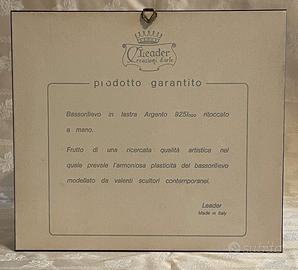 Leader
Creazioni d'arte
prodotto garantito
Bassorilievo in lastra Argento 925/000 ritoccato
a mano.
Frutto di una ricercata qualità artistica nel
quale prevale l'armoniosa plasticità del bassorilievo
modellato da valenti scultori contemporanei.
Leader
Made in Italy
subito